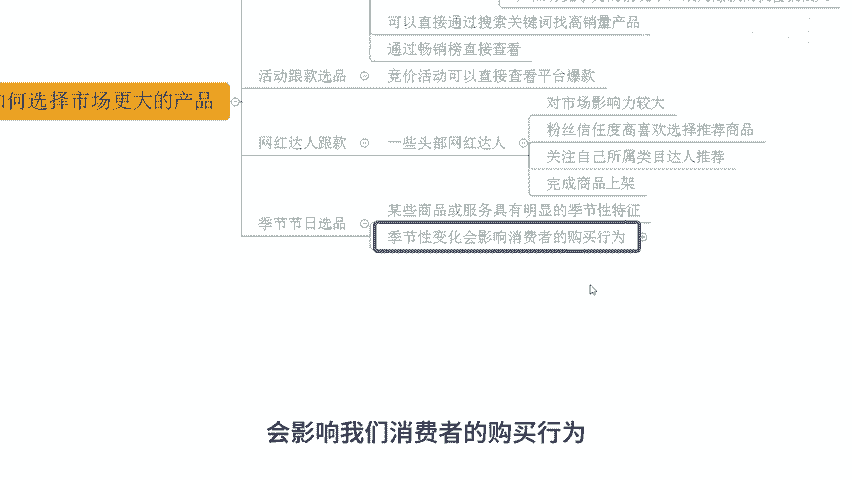 可以直接通过搜索关键词找高销量产品
通过畅销榜直接查看
活动跟款选品
竞价活动可以直接查看平台爆款
何选择市场更大的产品
网红达人跟款
一些头部网红达人
对市场影响力较大
粉丝信任度高喜欢选择推荐商品
关注自己所属类目达人推荐
完成商品上架
季节节日选品
某些商品或服务具有明显的季节性特征
季节性变化会影响消费者的购买行为
会影响我们消费者的购买行为